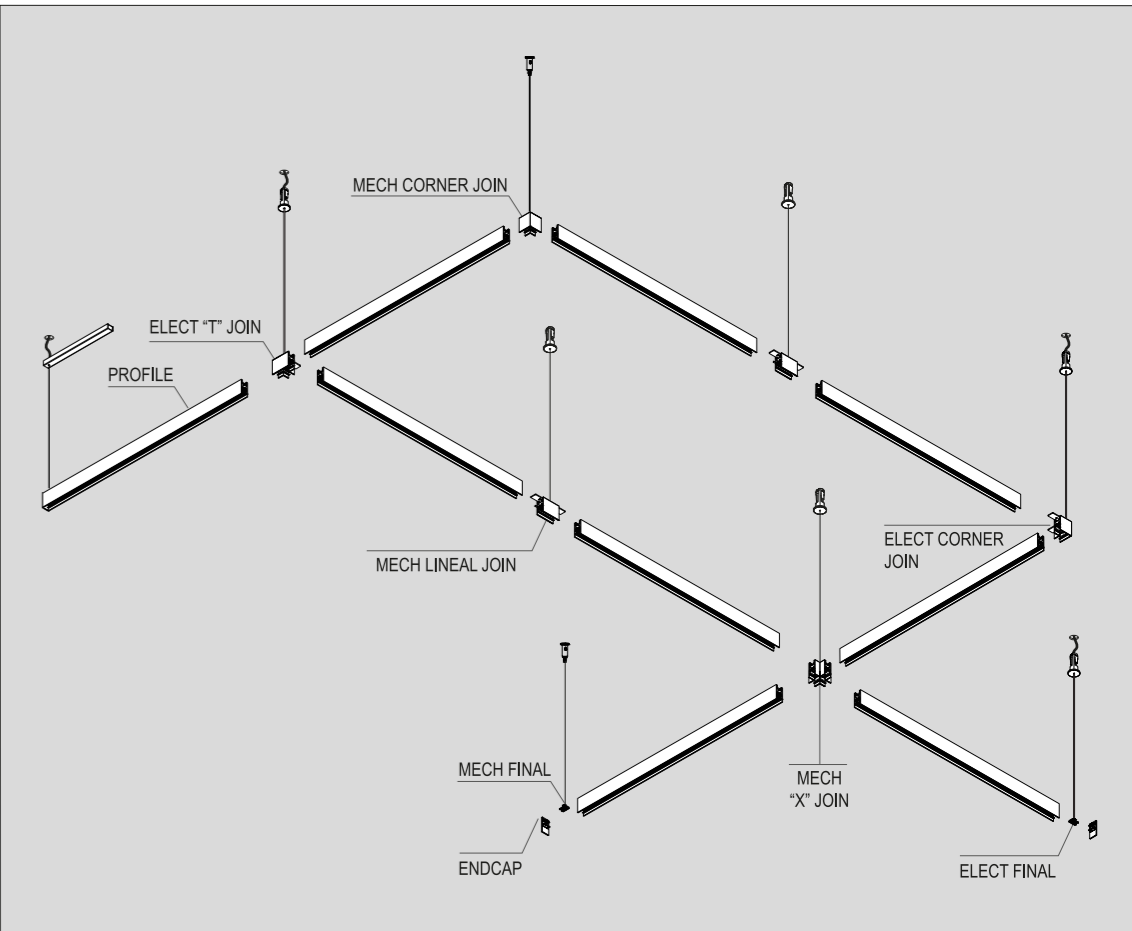 MECH CORNER JOIN
ELECT “T” JOIN
PROFILE
MECH LINEAL JOIN
ELECT CORNER
JOIN
MECH FINAL
MECH
“X” JOIN
ENDCAP
ELECT FINAL